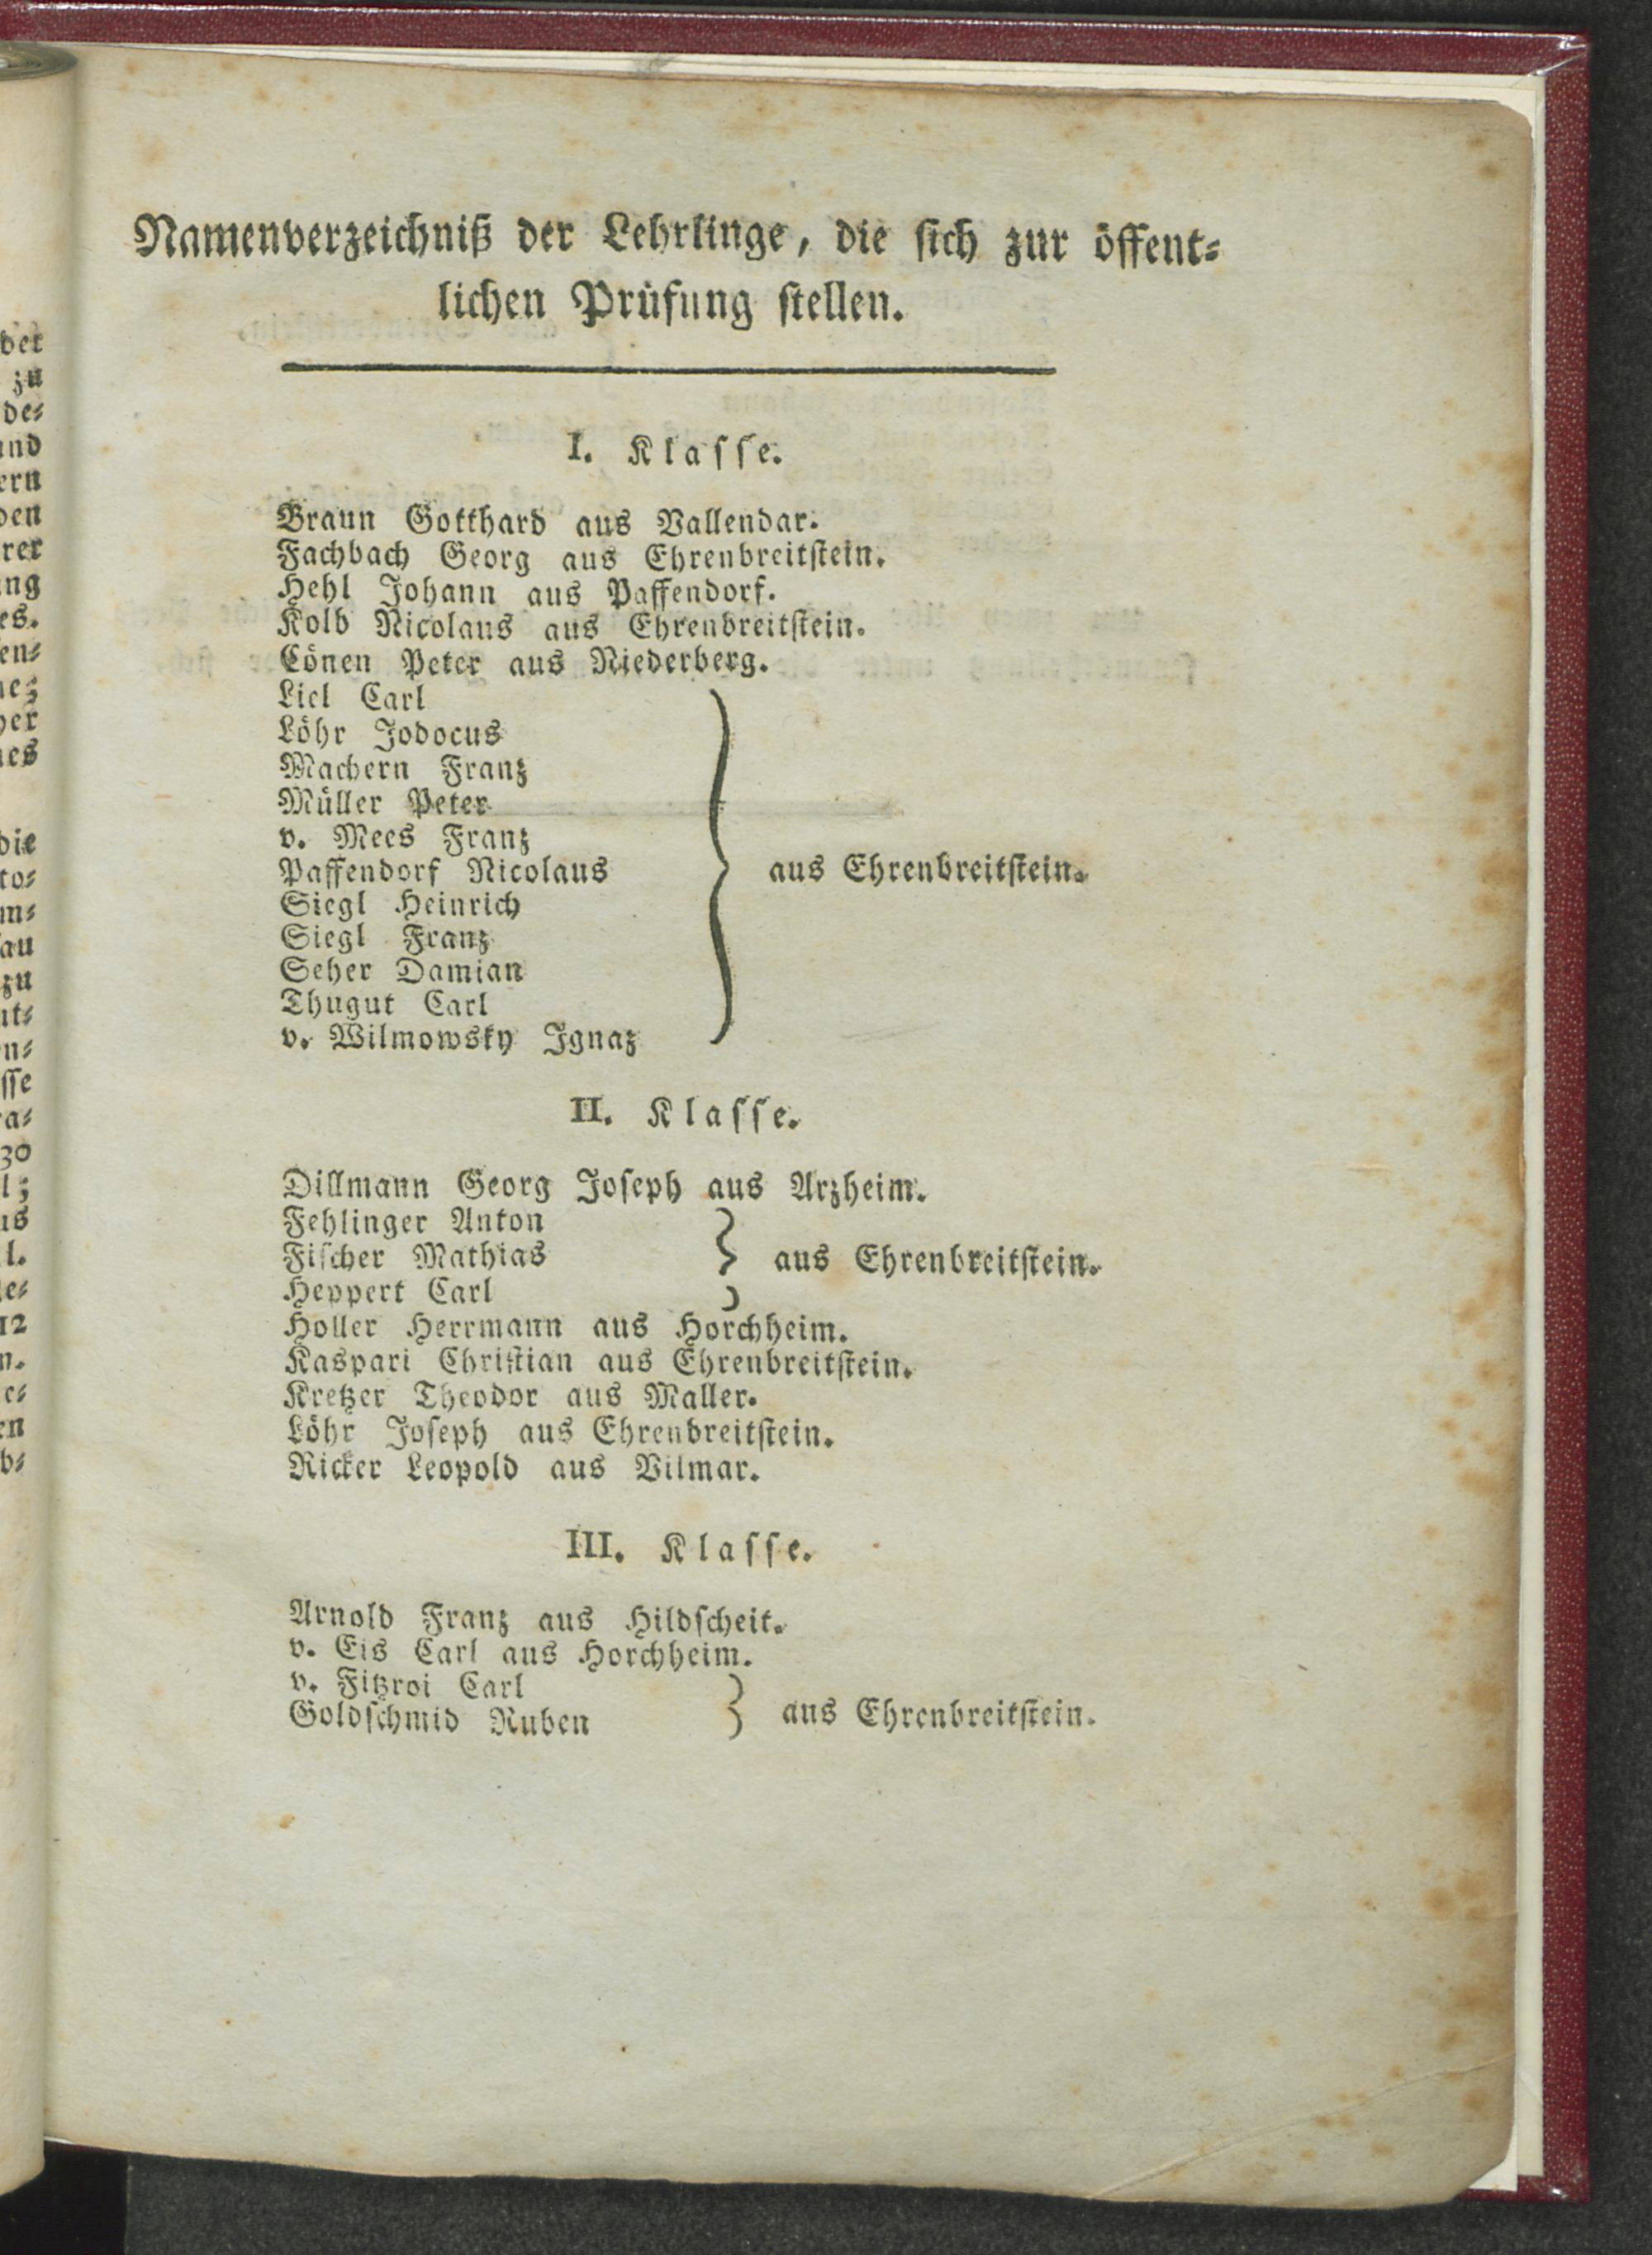 Namenverzeichniß der Lehrlinge, die sich zur öffent-
lichen Prüfung stellen.
I. Klasse.
Braun Gotthard aus Vallendar.
Fachbach Georg aus Ehrenbreitstein.
Hehl Johann aus Paffendorf.
Kolb Nicolaus aus Ehrenbreitstein.
Cönen Peter aus Niederberg.
Liel Carl
Löhr Jodocus
Machern Franz
Müller Peter
v. Mees Franz
Paffendorf Nicolaus } aus Ehrenbreitstein.
Siegl Heinrich
Siegl Franz
Seher Damian
Thugut Carl
v. Wilmowsky Ignaz
II. Klasse.
Dillmann Georg Joseph aus Arzheim.
Fehlinger Anton
Fischer Mathias } aus Ehrenbreitstein.
Heppert Carl
Holler Herrmann aus Horchheim.
Kaspari Christian aus Ehrenbreitstein.
Kretzer Theodor aus Maller.
Löhr Joseph aus Ehrenbreitstein.
Ricker Leopold aus Vilmar.
III. Klasse.
Arnold Franz aus Hildscheit.
v. Eis Carl aus Horchheim.
v. Fitzroi Carl
Goldschmid Ruben } aus Ehrenbreitstein.